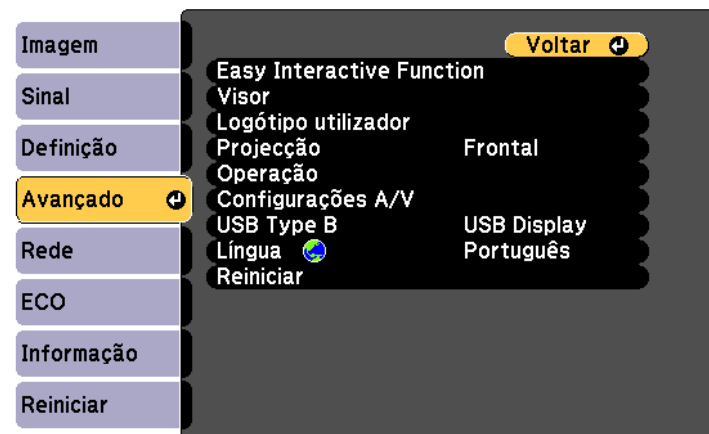 Imagem
Sinal
Definição
Avançado
Rede
ECO
Informação
Reiniciar
Voltar
Easy Interactive Function
Visor
Logótipo utilizador
Projecção Frontal
Operação
Configurações A/V
USB Type B USB Display
Língua Português
Reiniciar